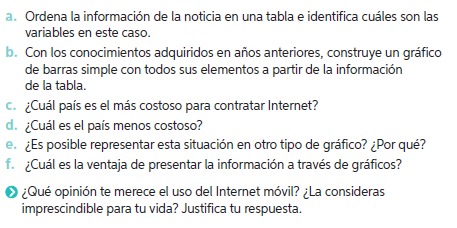 a. Ordena la información de la noticia en una tabla e identifica cuáles son las
variables en este caso.
b. Con los conocimientos adquiridos en años anteriores, construye un gráfico
de barras simple con todos sus elementos a partir de la información
de la tabla.
c. ¿Cuál país es el más costoso para contratar Internet?
d. ¿Cuál es el país menos costoso?
e. ¿Es posible representar esta situación en otro tipo de gráfico? ¿Por qué?
f. ¿Cuál es la ventaja de presentar la información a través de gráficos?
¿Qué opinión te merece el uso del Internet móvil? ¿La consideras
imprescindible para tu vida? Justifica tu respuesta.